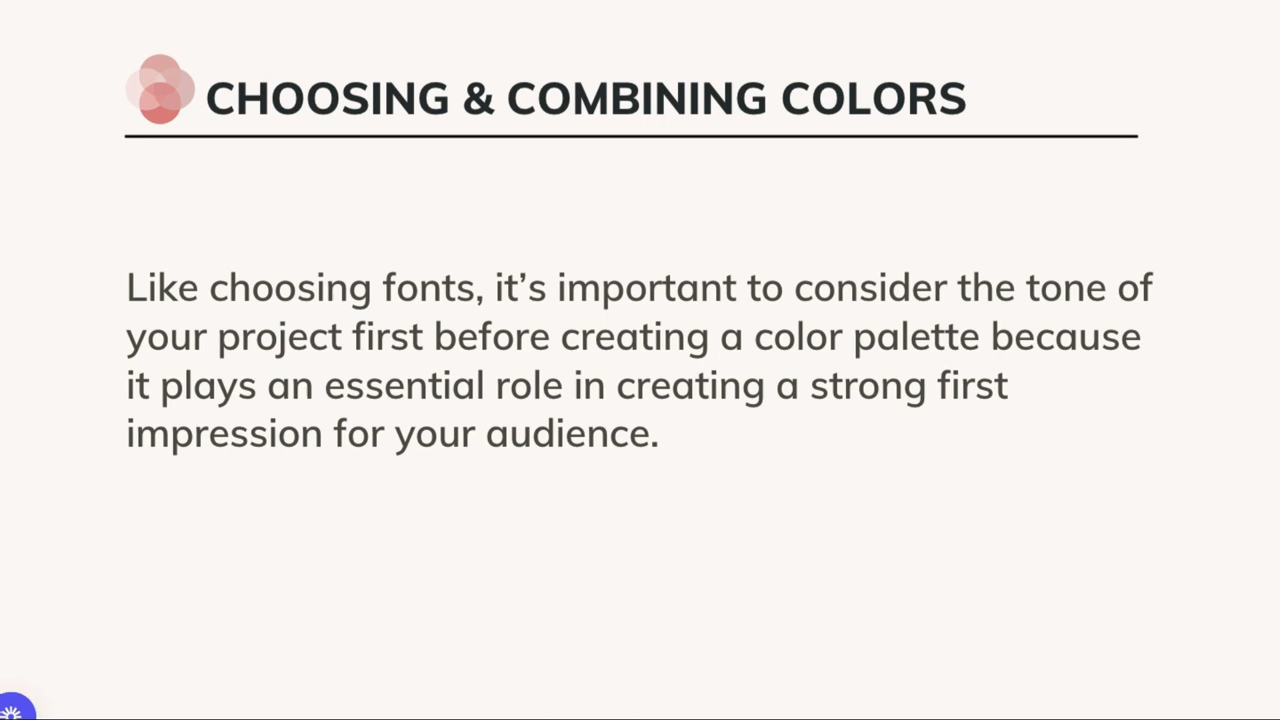 CHOOSING & COMBINING COLORS
Like choosing fonts, it’s important to consider the tone of
your project first before creating a color palette because
it plays an essential role in creating a strong first
impression for your audience.